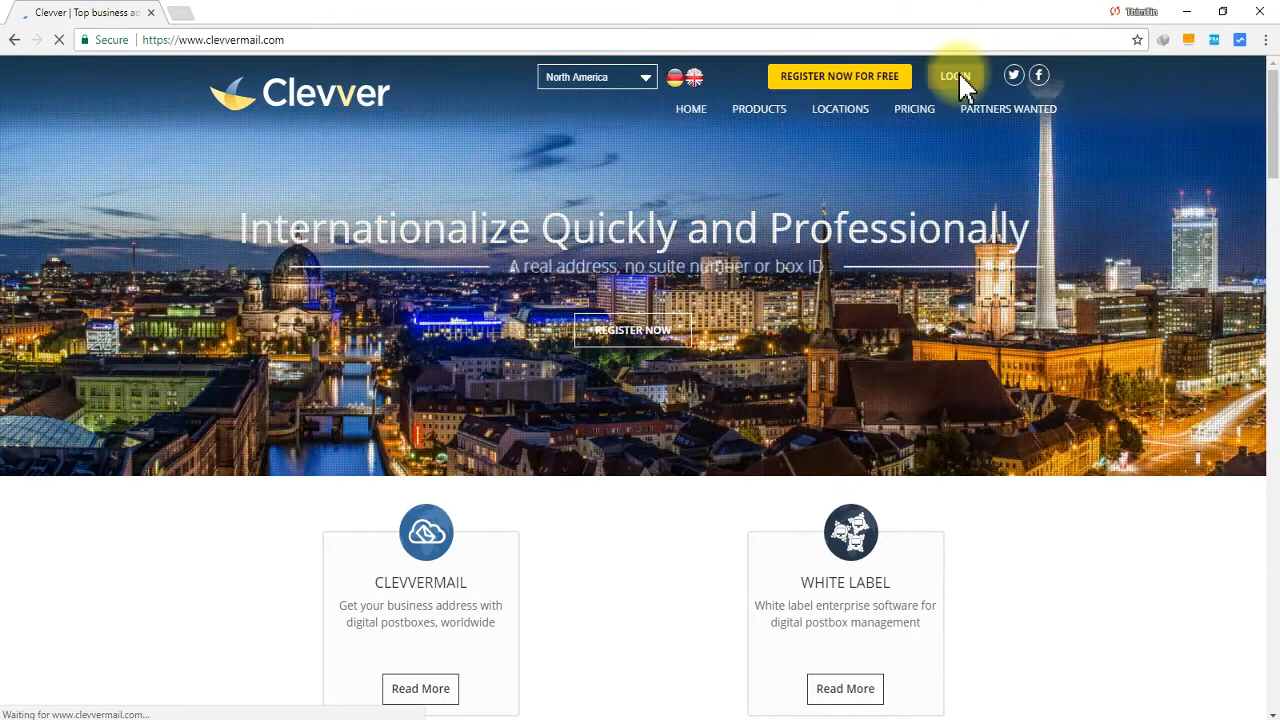 Clevver | Top business ad
ThienTin
Secure
https://www.clevvermail.com
Clevver
North America
REGISTER NOW FOR FREE
LOGIN
HOME
PRODUCTS
LOCATIONS
PRICING
PARTNERS WANTED
Internationalize Quickly and Professionally
A real address, no suite number or box ID
REGISTER NOW
CLEVVERMAIL
Get your business address with
digital postboxes, worldwide
Read More
WHITE LABEL
White label enterprise software for
digital postbox management
Read More
Waiting for www.clevvermail.com...